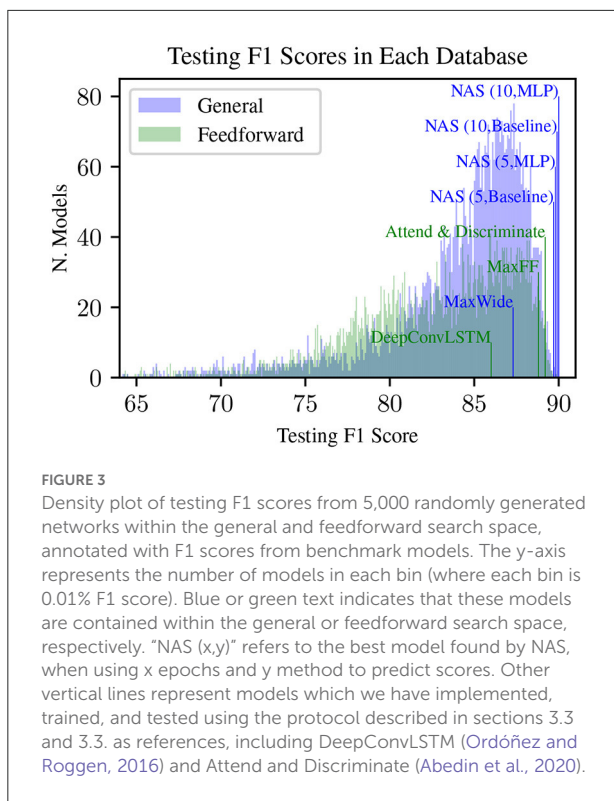 Testing F1 Scores in Each Database
General
Feedforward
NAS (10,MLP)
NAS (10,Baseline)
NAS (5,MLP)
NAS (5,Baseline)
Attend & Discriminate
MaxFF
MaxWide
DeepConvLSTM
N. Models
80
60
40
20
0
65
70
75
80
85
90
Testing F1 Score
FIGURE 3
Density plot of testing F1 scores from 5,000 randomly generated
networks within the general and feedforward search space,
annotated with F1 scores from benchmark models. The y-axis
represents the number of models in each bin (where each bin is
0.01% F1 score). Blue or green text indicates that these models
are contained within the general or feedforward search space,
respectively. “NAS (x,y)” refers to the best model found by NAS,
when using x epochs and y method to predict scores. Other
vertical lines represent models which we have implemented,
trained, and tested using the protocol described in sections 3.3
and 3.3. as references, including DeepConvLSTM (Ordóñez and
Roggen, 2016) and Attend and Discriminate (Abedin et al., 2020).